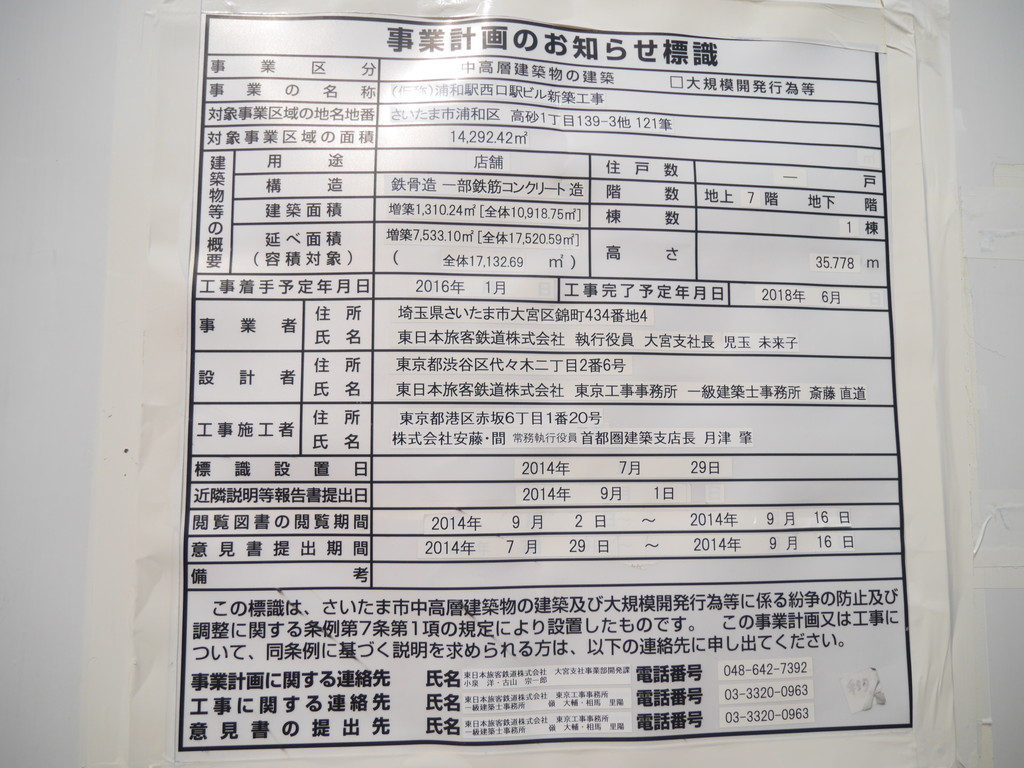 事業計画のお知らせ標識
事業区分 中高層建築物の建築 □大規模開発行為等
事業の名称 (仮称)浦和駅西口駅ビル新築工事
対象事業区域の地名地番 さいたま市浦和区 高砂1丁目139-3他 121筆
対象事業区域の面積 14,292.42㎡
建築物等の概要
用途 店舗 住戸数 ― 戸
構造 鉄骨造 一部鉄筋コンクリート造 階数 地上 7 階 地下 階
建築面積 増築1,310.24㎡[全体10,918.75㎡] 棟数 1 棟
延べ面積 増築7,533.10㎡[全体17,520.59㎡] 高さ 35.778 m
(容積対象) ( 全体17,132.69 ㎡ )
工事着手予定年月日 2016年 1月 工事完了予定年月日 2018年 6月
事業者 住所 埼玉県さいたま市大宮区錦町434番地4
氏名 東日本旅客鉄道株式会社 執行役員 大宮支社長 児玉 未来子
設計者 住所 東京都渋谷区代々木二丁目2番6号
氏名 東日本旅客鉄道株式会社 東京工事事務所 一級建築士事務所 斎藤 直道
工事施工者 住所 東京都港区赤坂6丁目1番20号
氏名 株式会社安藤・間 常務執行役員 首都圏建築支店長 月津 肇
標識設置日 2014年 7月 29日
近隣説明等報告書提出日 2014年 9月 1日
閲覧図書の閲覧期間 2014年 9月 2日 ～ 2014年 9月 16日
意見書提出期間 2014年 7月 29日 ～ 2014年 9月 16日
備考
この標識は、さいたま市中高層建築物の建築及び大規模開発行為等に係る紛争の防止及び
調整に関する条例第7条第1項の規定により設置したものです。 この事業計画又は工事に
ついて、同条例に基づく説明を求められる方は、以下の連絡先に申し出てください。
事業計画に関する連絡先 氏名 東日本旅客鉄道株式会社 大宮支社事業部開発課 電話番号 048-642-7392
小泉 洋・古山 宗一郎
工事に関する連絡先 氏名 東日本旅客鉄道株式会社 東京工事事務所 電話番号 03-3320-0963
一級建築士事務所 嶺 大輔・相馬 里陽
意見書の提出先 氏名 東日本旅客鉄道株式会社 東京工事事務所 電話番号 03-3320-0963
一級建築士事務所 嶺 大輔・相馬 里陽